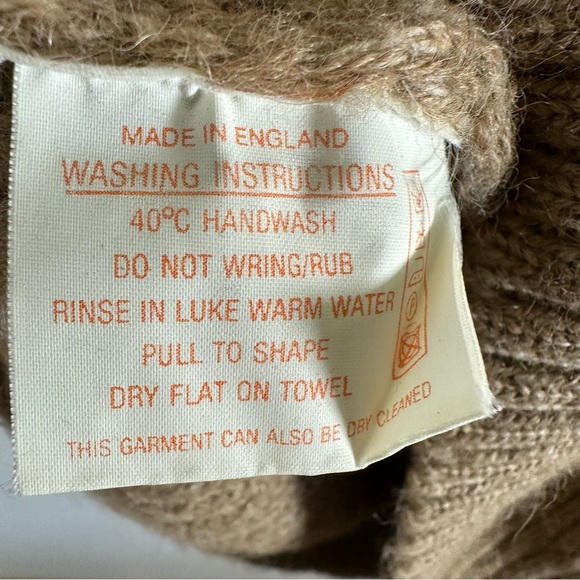 MADE IN ENGLAND
WASHING INSTRUCTIONS
40ºC HANDWASH
DO NOT WRING/RUB
RINSE IN LUKE WARM WATER
PULL TO SHAPE
DRY FLAT ON TOWEL
THIS GARMENT CAN ALSO BE DRY CLEANED